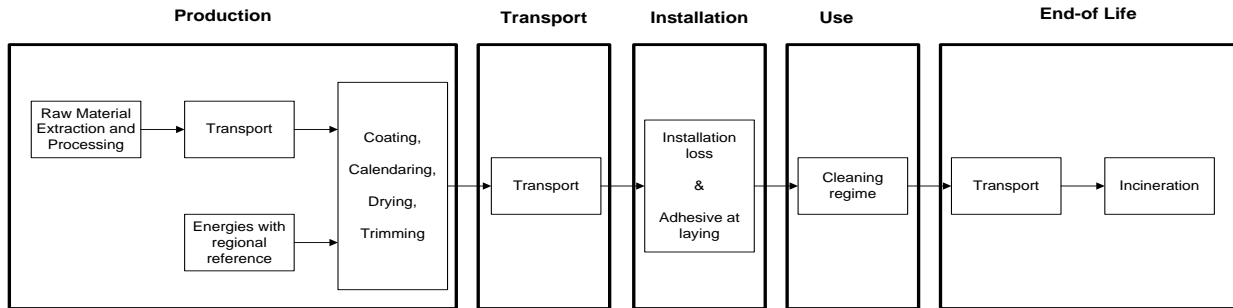 Production
Transport
Installation
Use
End-of Life
Raw Material
Extraction and
Processing
Transport
Energies with
regional
reference
Coating,
Calendaring,
Drying,
Trimming
Transport
Installation
loss
&
Adhesive at
laying
Cleaning
regime
Transport
Incineration